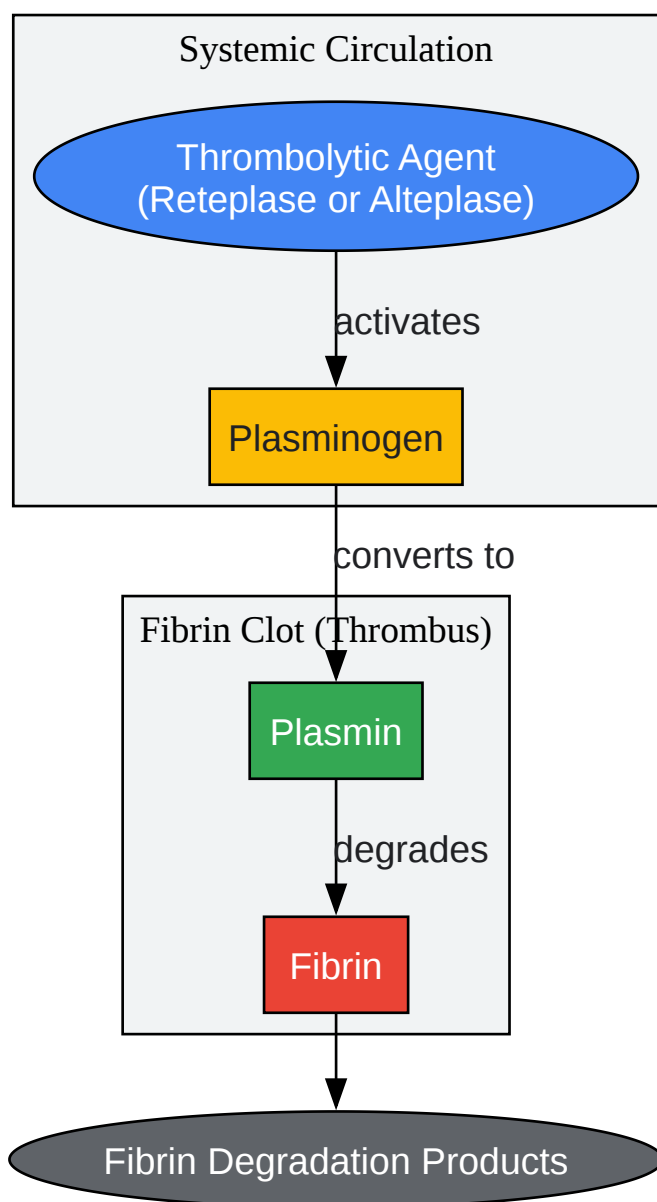 Systemic Circulation
Thrombolytic Agent
(Reteplase or Alteplase)
activates
Plasminogen
converts to
Fibrin Clot (Thrombus)
Plasmin
degrades
Fibrin
Fibrin Degradation Products